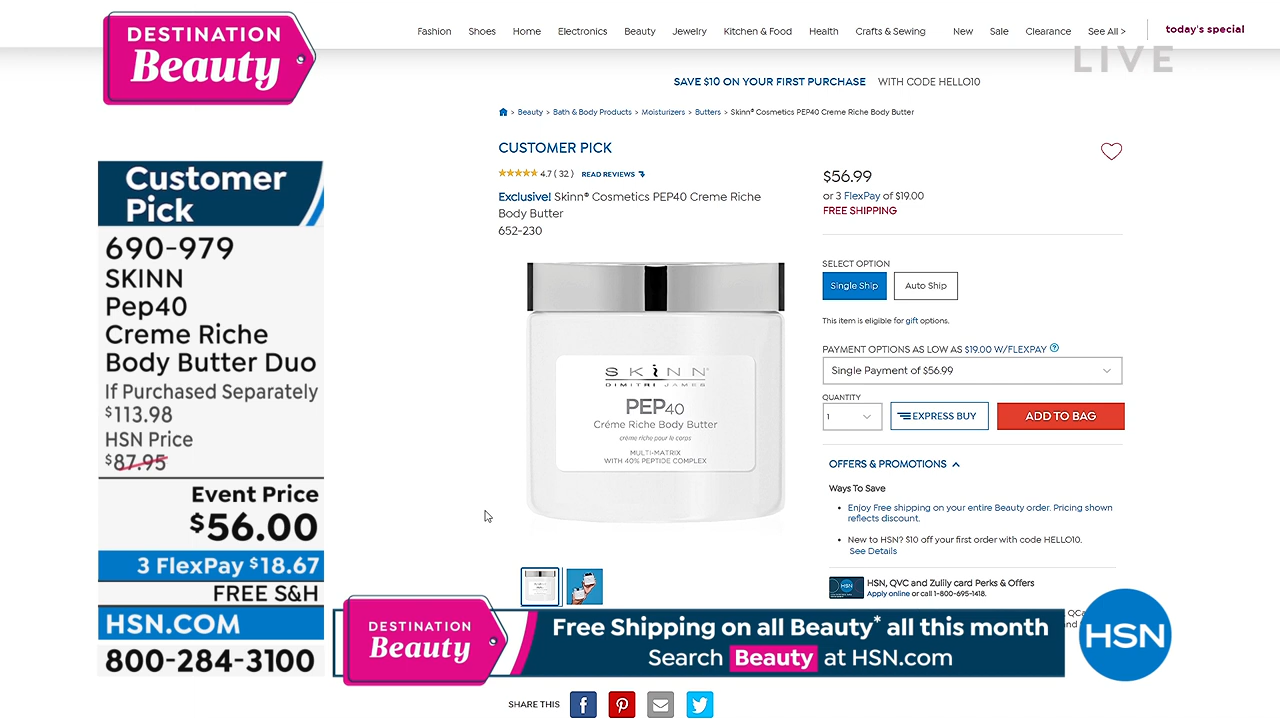 DESTINATION
Beauty
Fashion Shoes Home Electronics Beauty Jewelry Kitchen & Food Health Crafts & Sewing New Sale Clearance See All > today's special
LIVE
SAVE $10 ON YOUR FIRST PURCHASE WITH CODE HELLO10
> Beauty > Bath & Body Products > Moisturizers > Butters > Skinn® Cosmetics PEP40 Creme Riche Body Butter
CUSTOMER PICK
4.7 ( 32 ) READ REVIEWS
Exclusive! Skinn® Cosmetics PEP40 Creme Riche
Body Butter
652-230
$56.99
or 3 FlexPay of $19.00
FREE SHIPPING
SELECT OPTION
Single Ship Auto Ship
This item is eligible for gift options.
PAYMENT OPTIONS AS LOW AS $19.00 W/FLEXPAY ?
Single Payment of $56.99
QUANTITY
1 EXPRESS BUY ADD TO BAG
OFFERS & PROMOTIONS
Ways To Save
• Enjoy Free shipping on your entire Beauty order. Pricing shown
reflects discount.
• New to HSN? $10 off your first order with code HELLO10.
See Details
HSN, QVC and Zulily card Perks & Offers
Apply online or call 1-800-695-1418.
SKINN®
DIMITRI JAMES
PEP40
Créme Riche Body Butter
crème riche pour le corps
MULTI-MATRIX
WITH 40% PEPTIDE COMPLEX
Customer
Pick
690-979
SKINN
Pep40
Creme Riche
Body Butter Duo
If Purchased Separately
$113.98
HSN Price
$87.95
Event Price
$56.00
3 FlexPay $18.67
FREE S&H
HSN.COM
800-284-3100
DESTINATION
Beauty
Free Shipping on all Beauty* all this month
Search Beauty at HSN.com
HSN
SHARE THIS